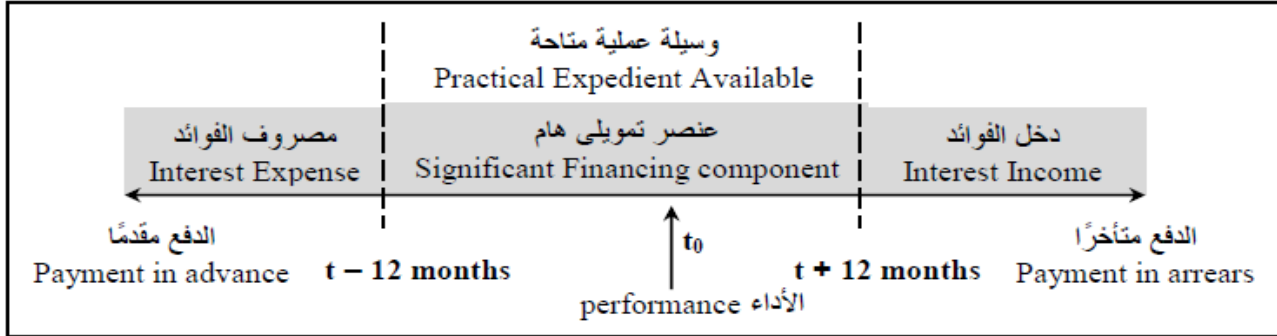 وسيلة عملية متاحة
Practical Expedient Available
مصروف الفوائد
Interest Expense
عنصر تمويلى هام
Significant Financing component
دخل الفوائد
Interest Income
الدفع مقدمًا
Payment in advance
t – 12 months
t₀
الأداء performance
t + 12 months
الدفع متأخرًا
Payment in arrears